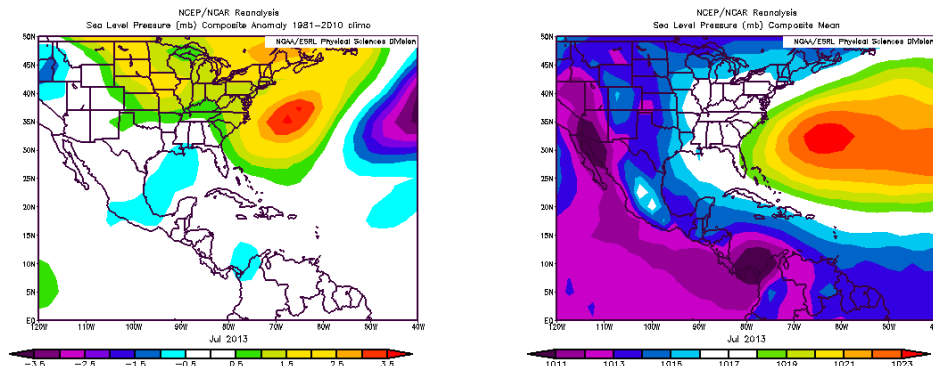 NCEP/NCAR Reanalysis
Sea Level Pressure (mb) Composite Anomaly 1981-2010 climo
NOAA/ESRL Physical Sciences Division
50N
45N
40N
35N
30N
25N
20N
15N
10N
5N
EQ
120W 110W 100W 90W 80W 70W 60W 50W 40W
Jul 2013
-3.5 -2.5 -1.5 -0.5 0.5 1.5 2.5 3.5
NCEP/NCAR Reanalysis
Sea Level Pressure (mb) Composite Mean
NOAA/ESRL Physical Sciences Division
50N
45N
40N
35N
30N
25N
20N
15N
10N
5N
EQ
120W 110W 100W 90W 80W 70W 60W 50W 40W
Jul 2013
1011 1013 1015 1017 1019 1021 1023